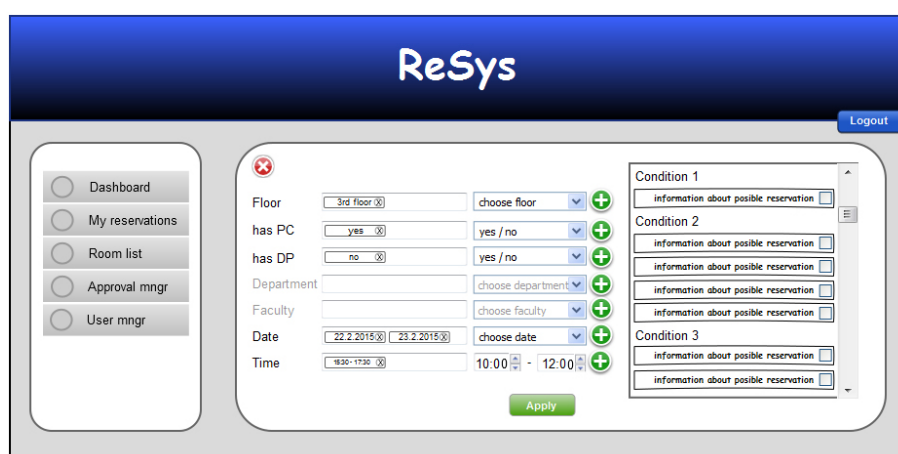 ReSys
Logout
Dashboard
My reservations
Room list
Approval mngr
User mngr
Floor 3rd floor choose floor
has PC yes yes / no
has DP no yes / no
Department choose department
Faculty choose faculty
Date 22.2.2015 23.2.2015 choose date
Time 15:30 - 17:30 10:00 - 12:00
Apply
Condition 1
information about posible reservation
Condition 2
information about posible reservation
information about posible reservation
information about posible reservation
information about posible reservation
Condition 3
information about posible reservation
information about posible reservation